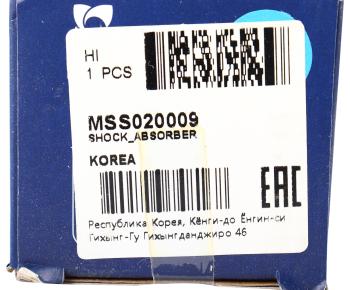 HI
1 PCS
MSS020009
SHOCK_ABSORBER
KOREA
EAC
Республика Корея, Кёнги-до Ёнгин-си
Гихынг-Гу Гихынгданджиро 46